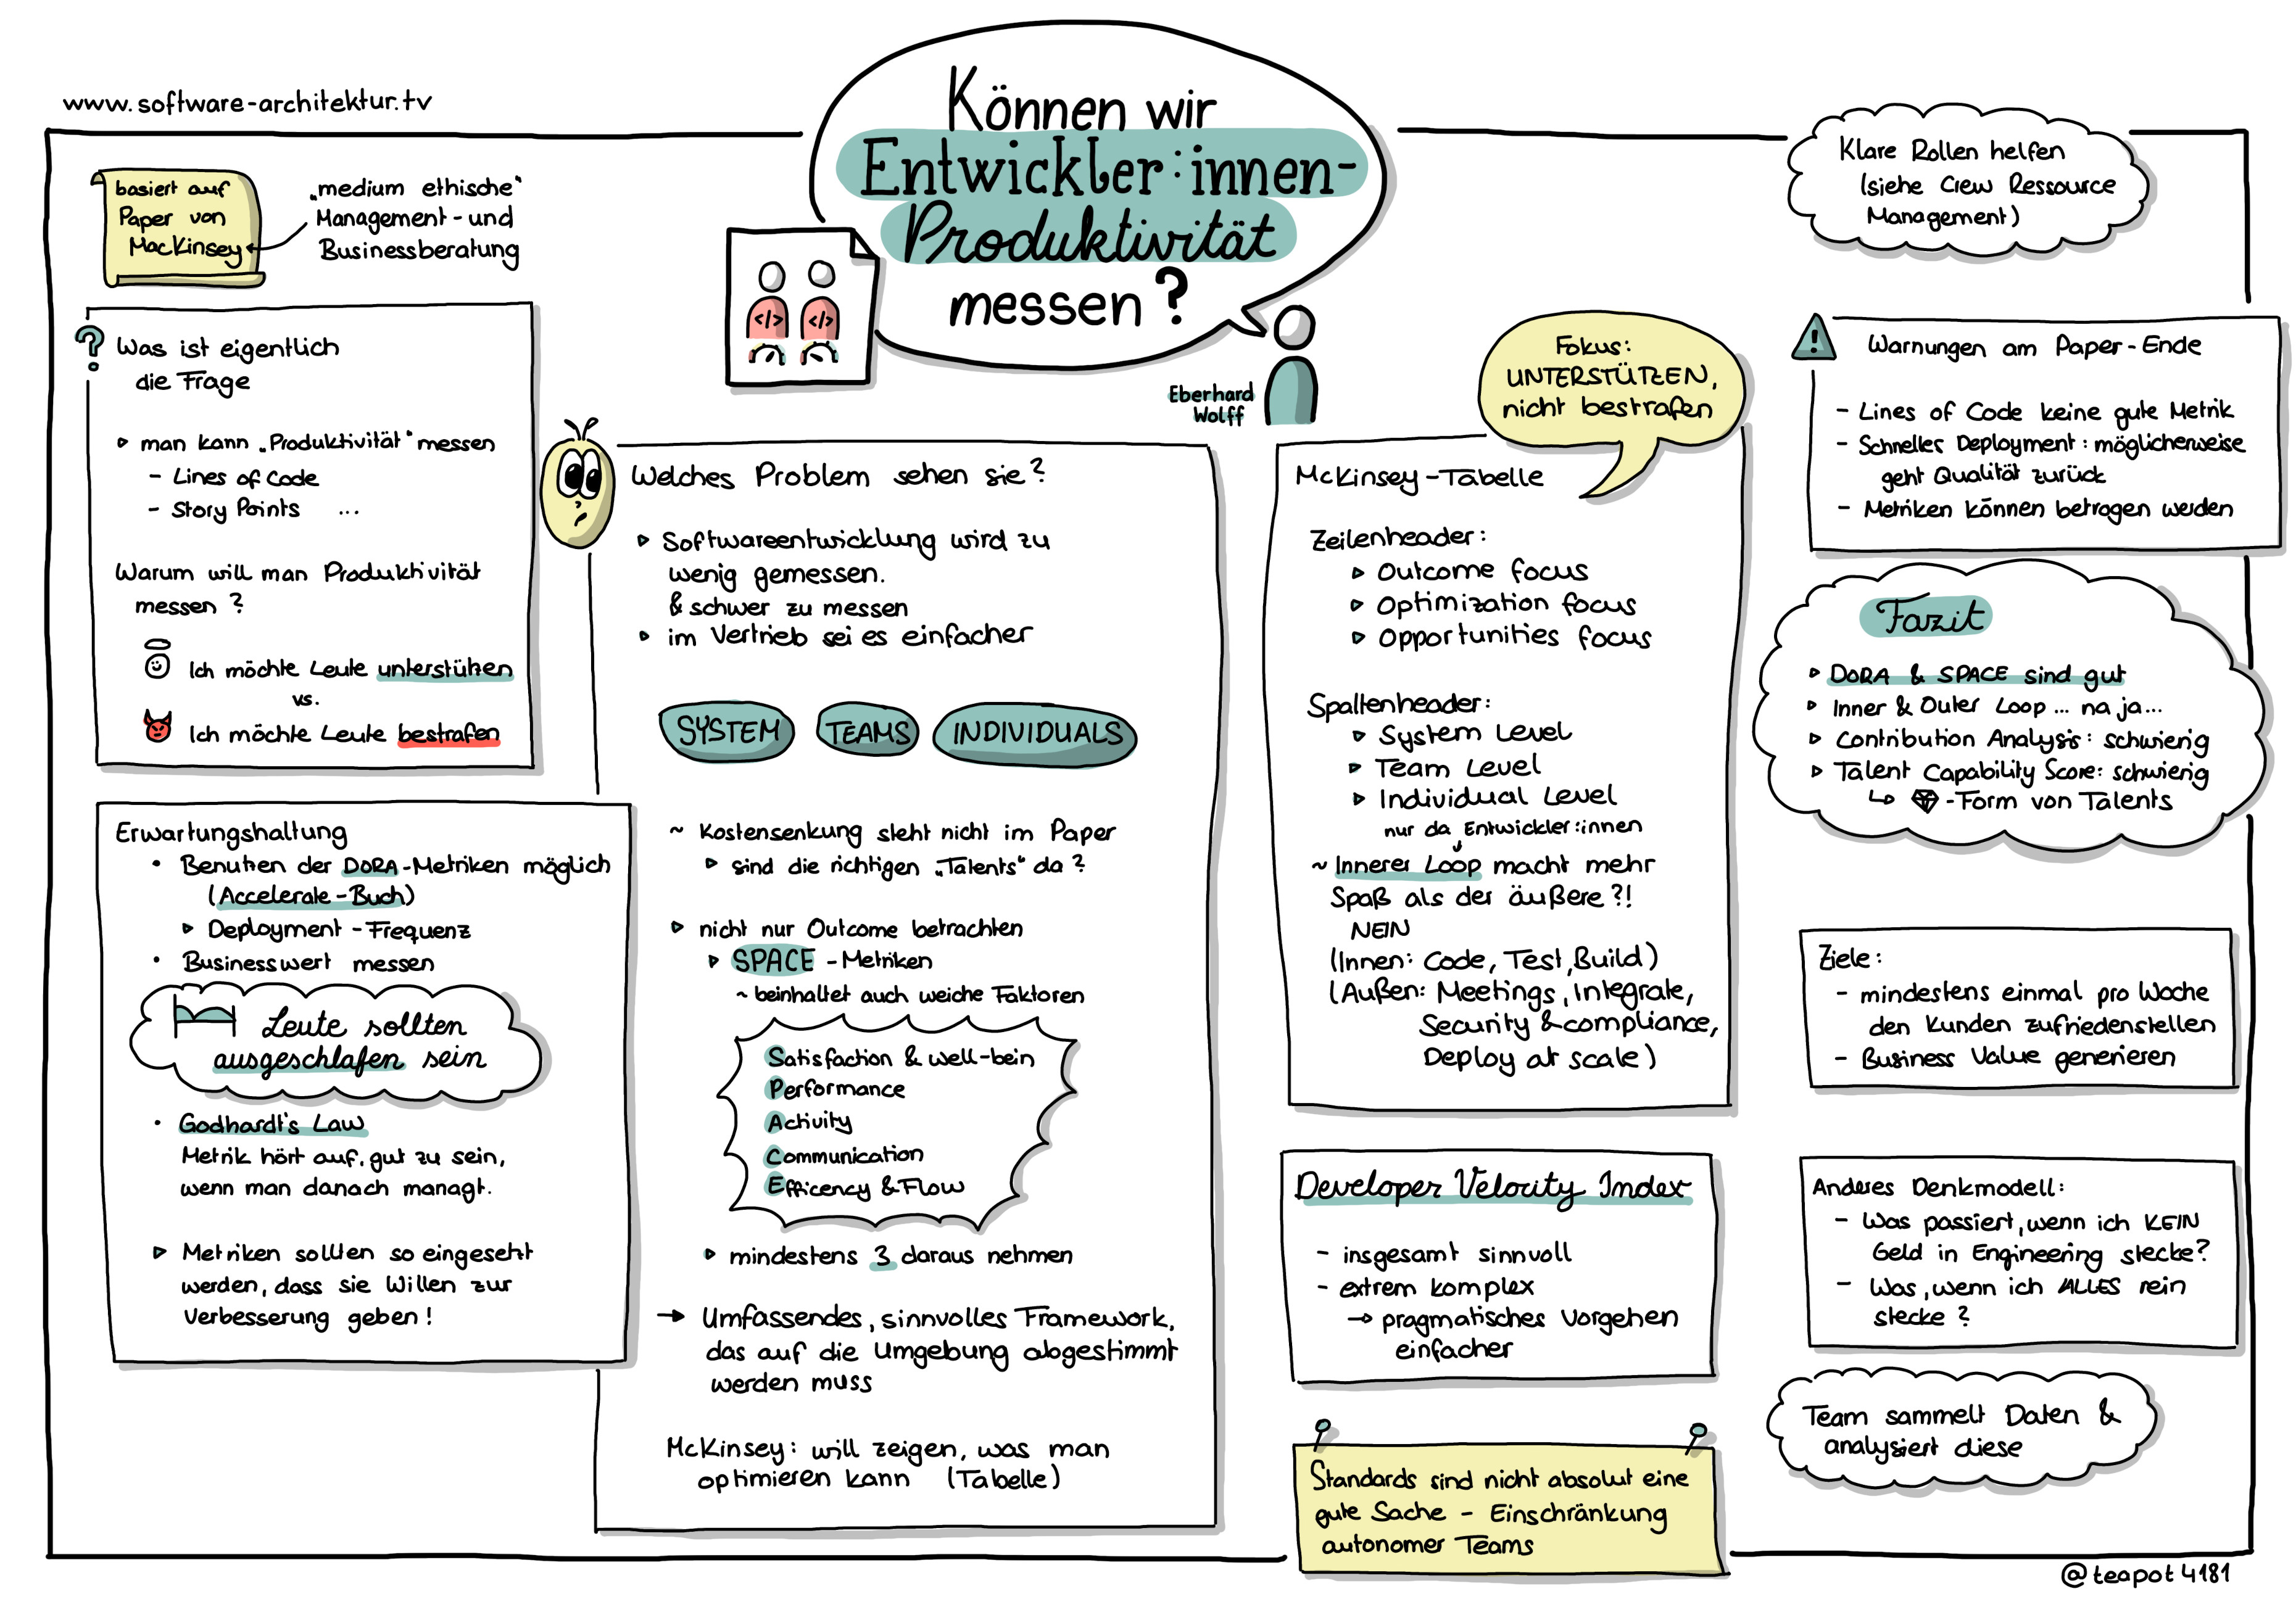 www.software-architektur.tv
Können wir
Entwickler:innen-
Produktivität
messen?
</>
</>
Eberhard
Wolff
basiert auf
Paper von
MacKinsey
„medium ethische“
Management- und
Businessberatung
?
Was ist eigentlich
die Frage
▹ man kann „Produktivität“ messen
- Lines of Code
- Story Points ...
Warum will man Produktivität
messen?
Ich möchte Leute unterstützen
vs.
Ich möchte Leute bestrafen
Erwartungshaltung
• Benutzen der DORA-Metriken möglich
(Accelerate-Buch)
▹ Deployment-Frequenz
• Businesswert messen
Leute sollten
ausgeschlafen sein
• Godhardt's Law
Metrik hört auf, gut zu sein,
wenn man danach managt.
▹ Metriken sollten so eingesetzt
werden, dass sie Willen zur
Verbesserung geben!
Welches Problem sehen sie?
▹ Softwareentwicklung wird zu
wenig gemessen.
& schwer zu messen
▹ im Vertrieb sei es einfacher
SYSTEM TEAMS INDIVIDUALS
~ Kostensenkung steht nicht im Paper
▹ sind die richtigen „Talents“ da?
▹ nicht nur Outcome betrachten
▹ SPACE-Metriken
~ beinhaltet auch weiche Faktoren
Satisfaction & well-bein
Performance
Activity
Communication
Efficency & Flow
▹ mindestens 3 daraus nehmen
→ Umfassendes, sinnvolles Framework,
das auf die Umgebung abgestimmt
werden muss
McKinsey: will zeigen, was man
optimieren kann (Tabelle)
Fokus:
UNTERSTÜTZEN,
nicht bestrafen
McKinsey-Tabelle
Zeilenheader:
▹ Outcome focus
▹ Optimization focus
▹ Opportunities focus
Spaltenheader:
▹ System Level
▹ Team Level
▹ Individual Level
nur da Entwickler:innen
~ Innerer Loop macht mehr
Spaß als der äußere?!
NEIN
(Innen: Code, Test, Build)
(Außen: Meetings, Integrate,
Security & compliance,
Deploy at scale)
Developer Velocity Index
- insgesamt sinnvoll
- extrem komplex
→ pragmatisches Vorgehen
einfacher
Standards sind nicht absolut eine
gute Sache - Einschränkung
autonomer Teams
Klare Rollen helfen
(siehe Crew Ressource
Management)
!
Warnungen am Paper-Ende
- Lines of Code keine gute Metrik
- Schnelles Deployment: möglicherweise
geht Qualität zurück
- Metriken können betrogen werden
Fazit
▹ DORA & SPACE sind gut
▹ Inner & Outer Loop ... na ja...
▹ Contribution Analysis: schwierig
▹ Talent Capability Score: schwierig
↳ -Form von Talents
Ziele:
- mindestens einmal pro Woche
den Kunden zufriedenstellen
- Business Value generieren
Anderes Denkmodell:
- Was passiert, wenn ich KEIN
Geld in Engineering stecke?
- Was, wenn ich ALLES rein
stecke?
Team sammelt Daten &
analysiert diese
@teapot4181